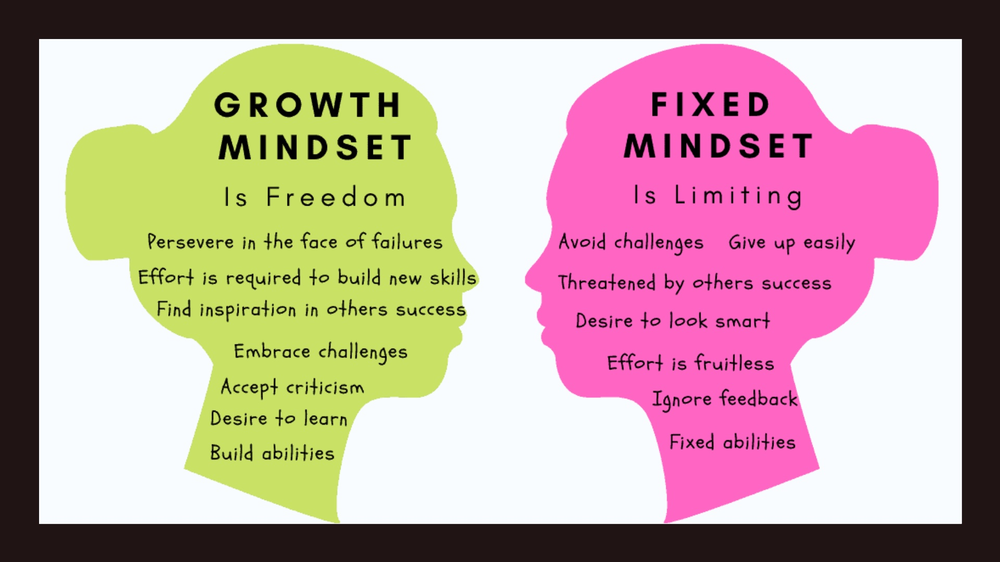 GROWTH
MINDSET
Is Freedom
Persevere in the face of failures
Effort is required to build new skills
Find inspiration in others success
Embrace challenges
Accept criticism
Desire to learn
Build abilities
FIXED
MINDSET
Is Limiting
Avoid challenges Give up easily
Threatened by others success
Desire to look smart
Effort is fruitless
Ignore feedback
Fixed abilities